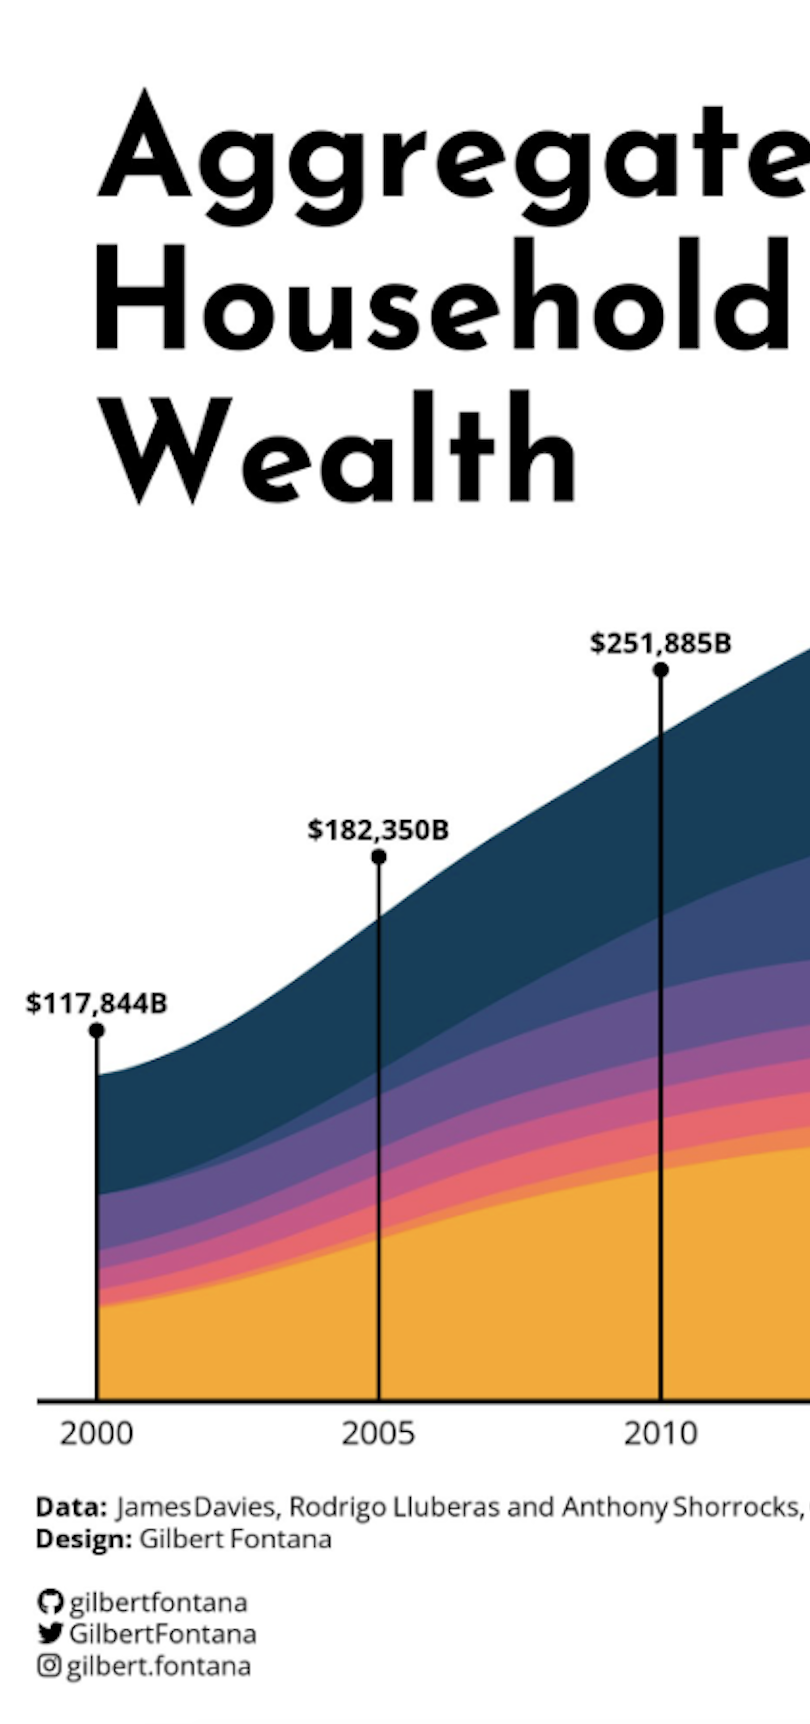 Aggregate
Household
Wealth
$251,885B
$182,350B
$117,844B
2000 2005 2010
Data: James Davies, Rodrigo Lluberas and Anthony Shorrocks,
Design: Gilbert Fontana
gilbertfontana
GilbertFontana
gilbert.fontana